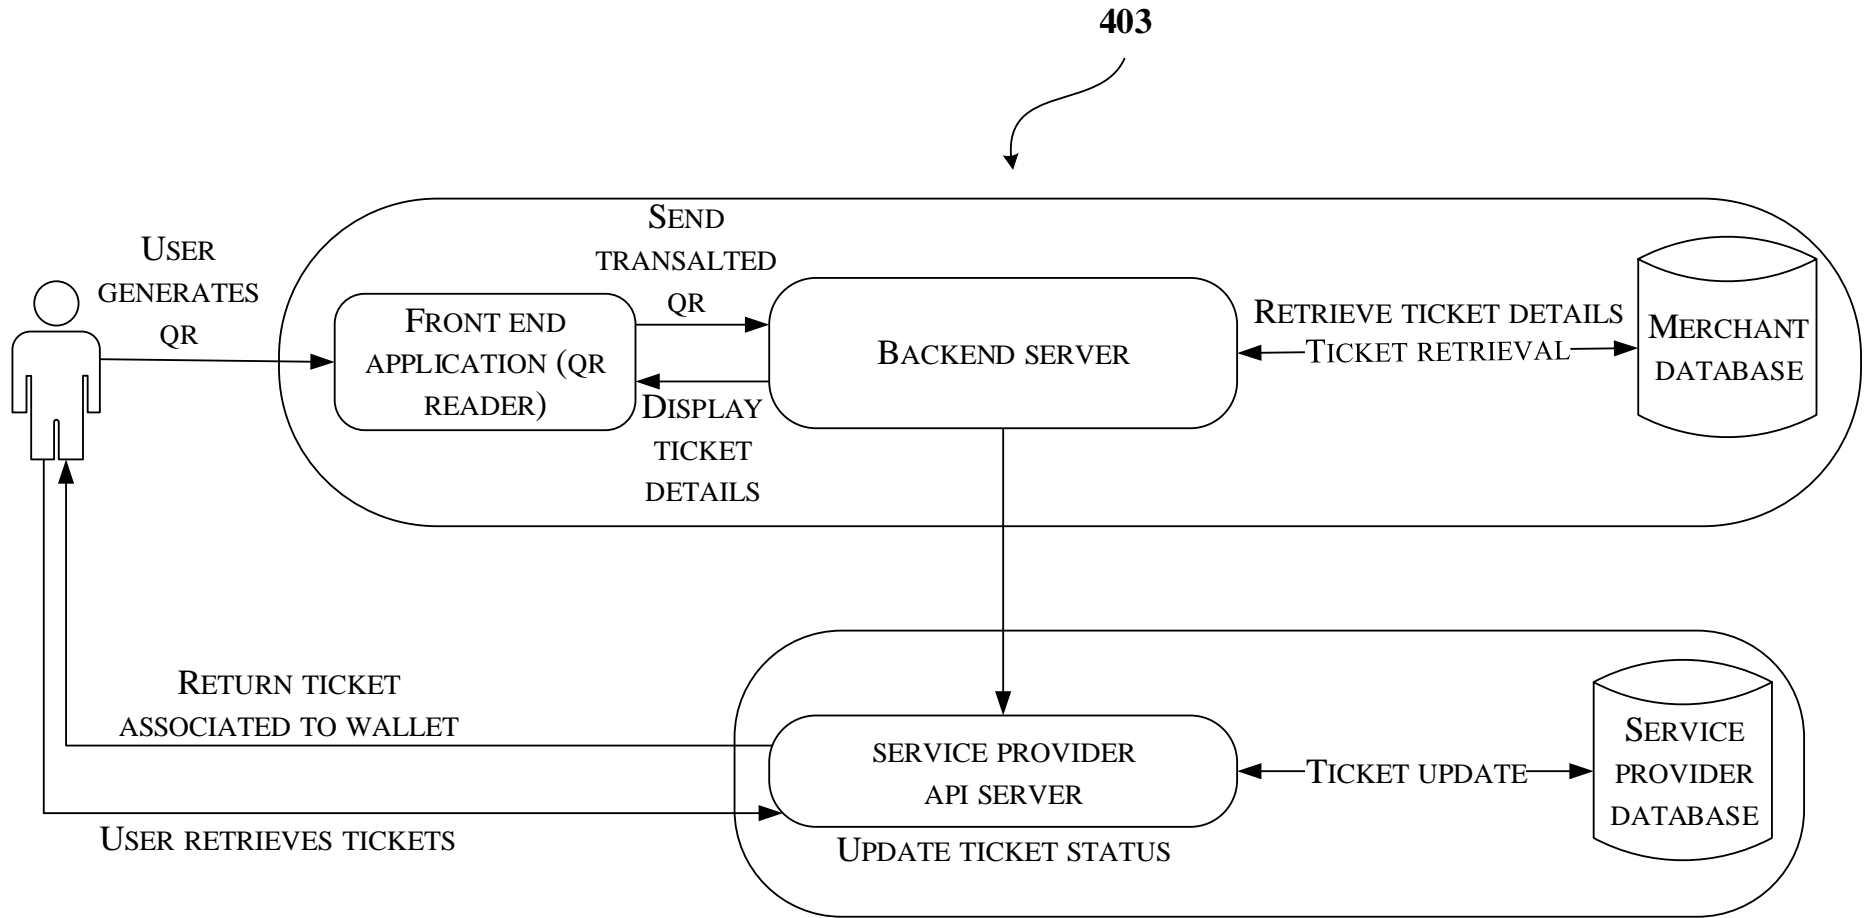 403
User
generates
qr
Send
transalted
qr
Front end
application (qr
reader)
Display
ticket
details
Backend server
Retrieve ticket details
Ticket retrieval
Merchant
database
Return ticket
associated to wallet
User retrieves tickets
service provider
api server
Update ticket status
Ticket update
Service
provider
database